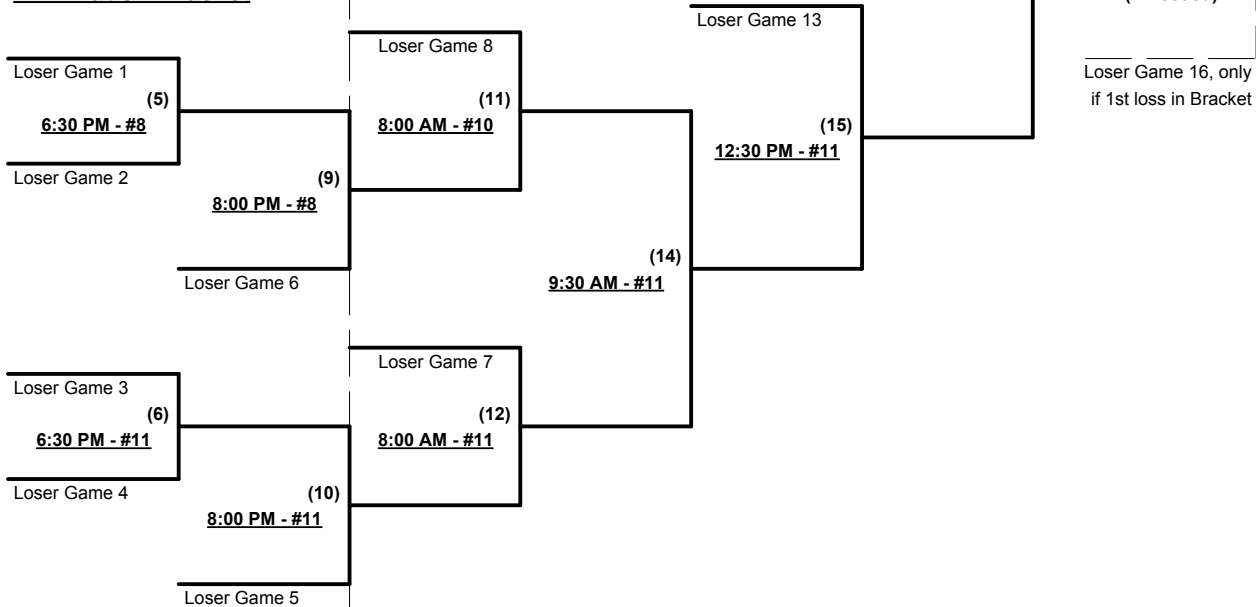 Loser Game 13
Loser Game 8
Loser Game 1
Loser Game 16, only
if 1st loss in Bracket
(5)
6:30 PM - #8
(11)
8:00 AM - #10
(15)
12:30 PM - #11
Loser Game 2
(9)
8:00 PM - #8
(14)
9:30 AM - #11
Loser Game 6
Loser Game 7
Loser Game 3
(6)
6:30 PM - #11
(12)
8:00 AM - #11
Loser Game 4
(10)
8:00 PM - #11
Loser Game 5